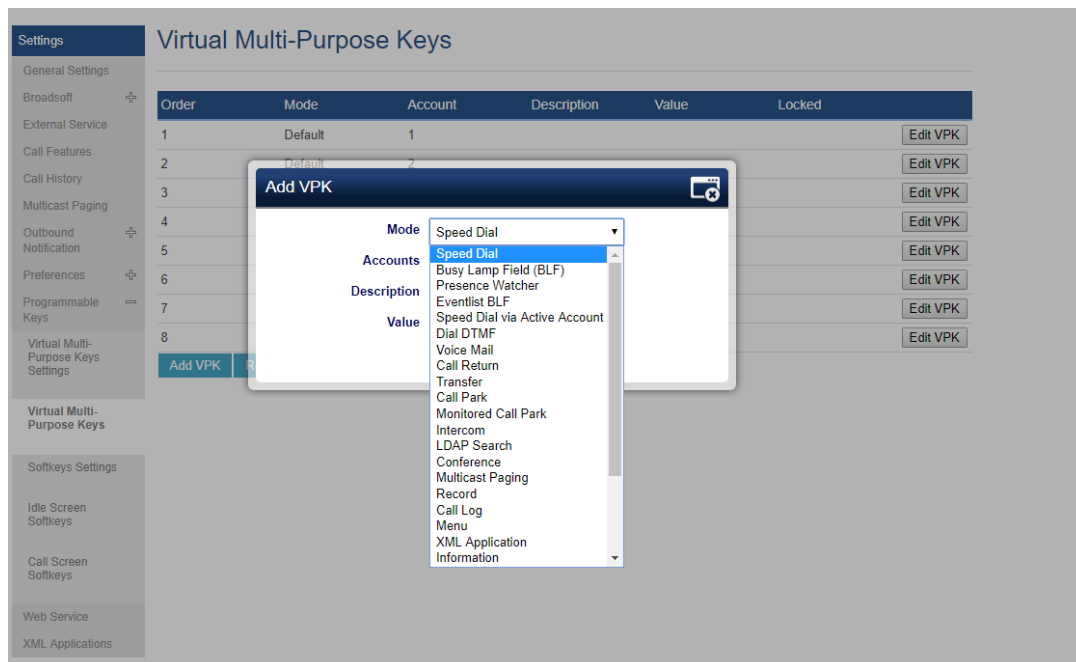 Settings
General Settings
Broadsoft
External Service
Call Features
Call History
Multicast Paging
Outbound
Notification
Preferences
Programmable
Keys
Virtual Multi-
Purpose Keys
Settings
Virtual Multi-
Purpose Keys
Softkeys Settings
Idle Screen
Softkeys
Call Screen
Softkeys
Web Service
XML Applications
Virtual Multi-Purpose Keys
Order Mode Account Description Value Locked
1 Default 1 Edit VPK
2 Default 2 Edit VPK
3 Edit VPK
4 Edit VPK
5 Edit VPK
6 Edit VPK
7 Edit VPK
8 Edit VPK
Add VPK
Add VPK
Mode Speed Dial
Accounts
Description
Value
Speed Dial
Busy Lamp Field (BLF)
Presence Watcher
Eventlist BLF
Speed Dial via Active Account
Dial DTMF
Voice Mail
Call Return
Transfer
Call Park
Monitored Call Park
Intercom
LDAP Search
Conference
Multicast Paging
Record
Call Log
Menu
XML Application
Information